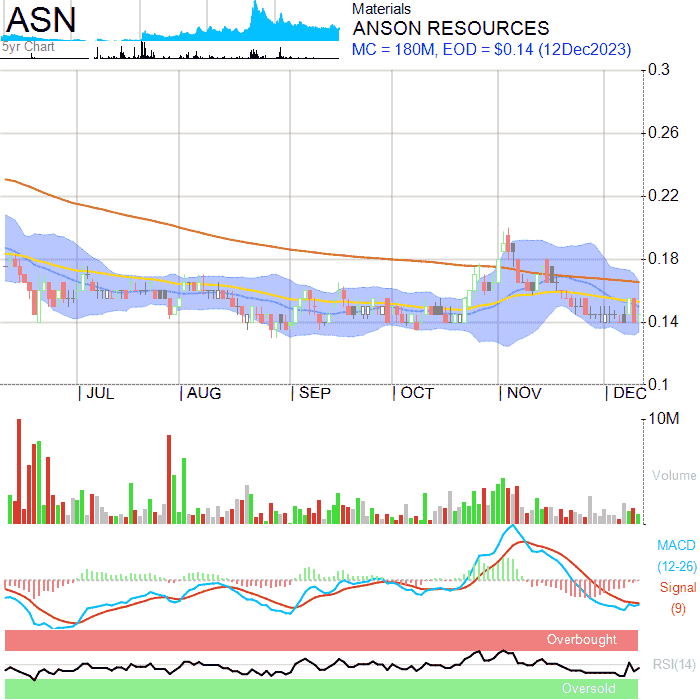 ASN
5yr Chart
Materials
ANSON RESOURCES
MC = 180M, EOD = $0.14 (12Dec2023)
0.3
0.26
0.22
0.18
0.14
0.1
JUL AUG SEP OCT NOV DEC
10M
Volume
MACD
(12-26)
Signal
(9)
Overbought
RSI(14)
Oversold